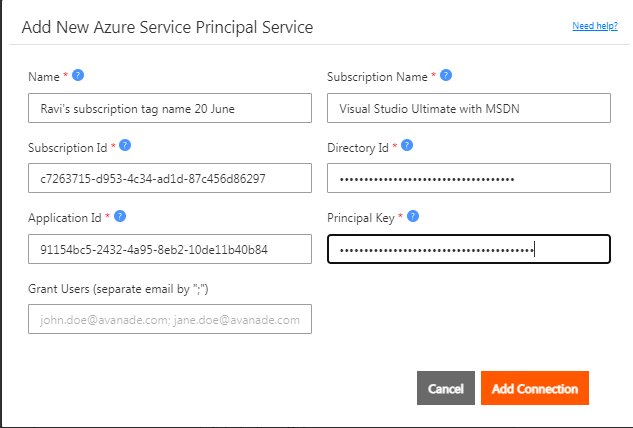 Add New Azure Service Principal Service
Need help?
Name * ?
Subscription Name * ?
Ravi's subscription tag name 20 June
Visual Studio Ultimate with MSDN
Subscription Id * ?
Directory Id * ?
c7263715-d953-4c34-ad1d-87c456d86297
••••••••••••••••••••••••••••••••••••
Application Id * ?
Principal Key * ?
91154bc5-2432-4a95-8eb2-10de11b40b84
••••••••••••••••••••••••••••••••••••••••
Grant Users (separate email by ";")
john.doe@avanade.com; jane.doe@avanade.com
Cancel
Add Connection